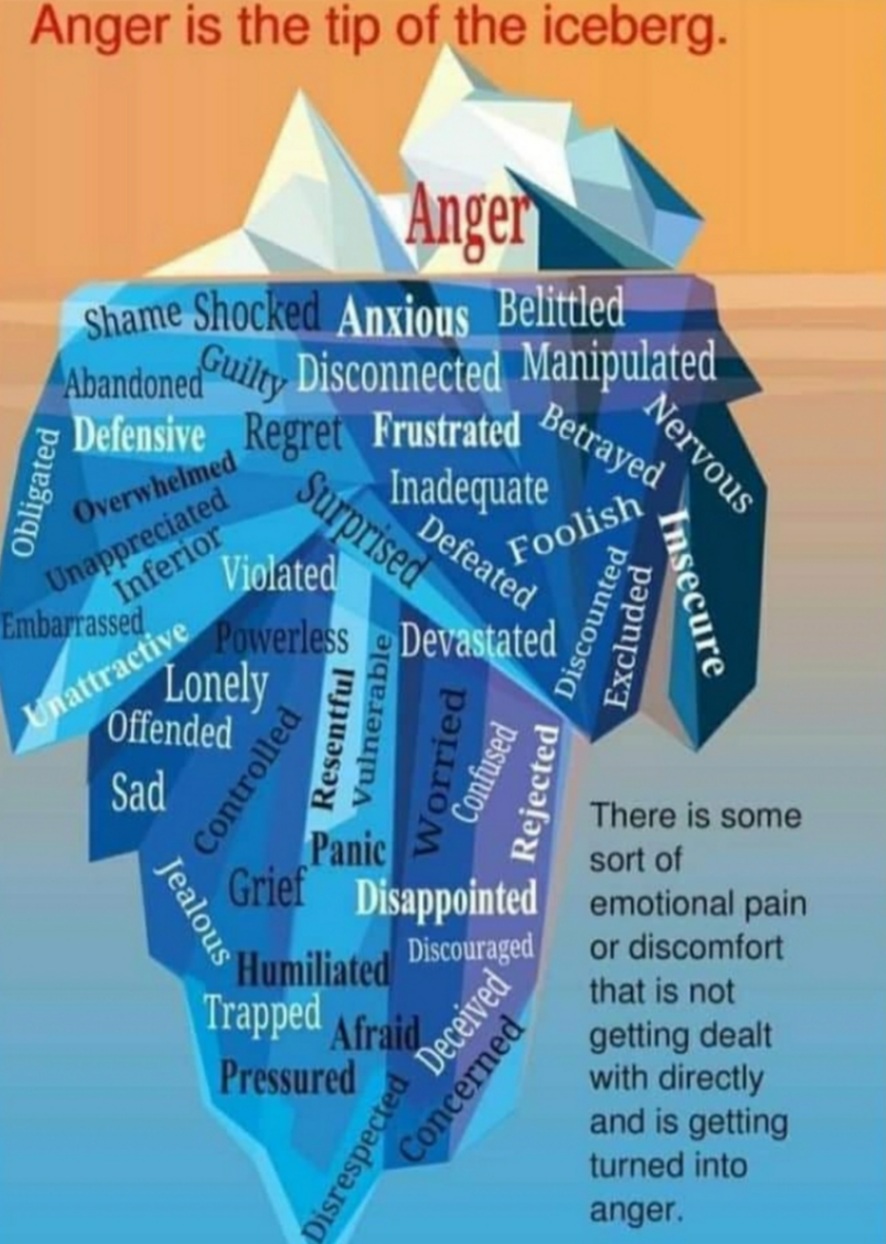 Anger is the tip of the iceberg.
Anger
Shame Shocked Anxious Belittled
Abandoned Guilty Disconnected Manipulated
Obligated Defensive Regret Frustrated Betrayed Nervous
Overwhelmed Surprised Inadequate
Unappreciated Defeated Foolish Insecure
Inferior Violated Discounted Excluded
Embarrassed Powerless Devastated
Unattractive Lonely Resentful Vulnerable Worried
Offended Controlled Confused Rejected
Sad
Panic
Jealous Grief Disappointed
Humiliated Discouraged
Trapped Afraid Deceived
Pressured Concerned
Disrespected
There is some
sort of
emotional pain
or discomfort
that is not
getting dealt
with directly
and is getting
turned into
anger.